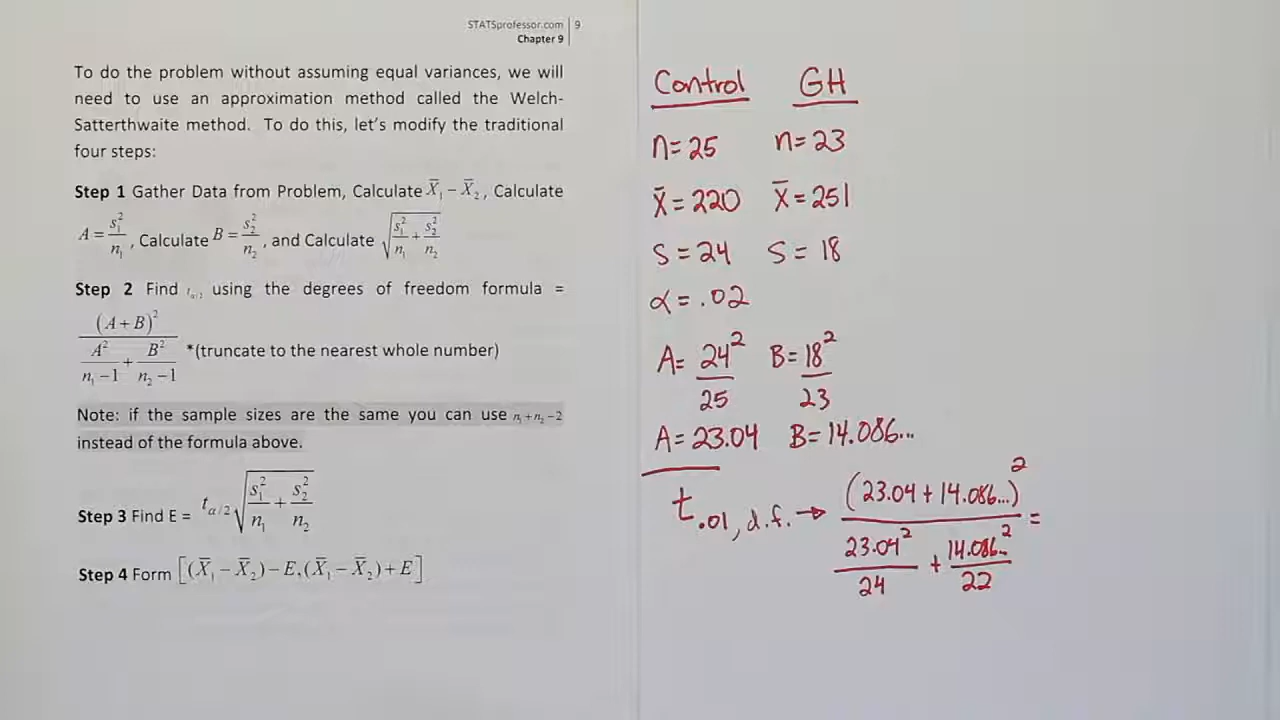 STATSprofessor.com | 9
Chapter 9
To do the problem without assuming equal variances, we will
need to use an approximation method called the Welch-
Satterthwaite method. To do this, let's modify the traditional
four steps:
Step 1 Gather Data from Problem, Calculate X̄₁ − X̄₂, Calculate
A = s₁²/n₁, Calculate B = s₂²/n₂, and Calculate √(s₁²/n₁ + s₂²/n₂)
Step 2 Find t_α/2 using the degrees of freedom formula =
(A+B)² / (A²/(n₁−1) + B²/(n₂−1)) *(truncate to the nearest whole number)
Note: if the sample sizes are the same you can use n₁+n₂−2
instead of the formula above.
Step 3 Find E = t_α/2 √(s₁²/n₁ + s₂²/n₂)
Step 4 Form [(X̄₁ − X̄₂) − E, (X̄₁ − X̄₂) + E]
Control GH
n=25 n=23
X̄=220 X̄=251
S=24 S=18
α=.02
A=24²/25 B=18²/23
A=23.04 B=14.086...
t.01, d.f. → (23.04+14.086...)² / (23.04²/24 + 14.086...²/22) =